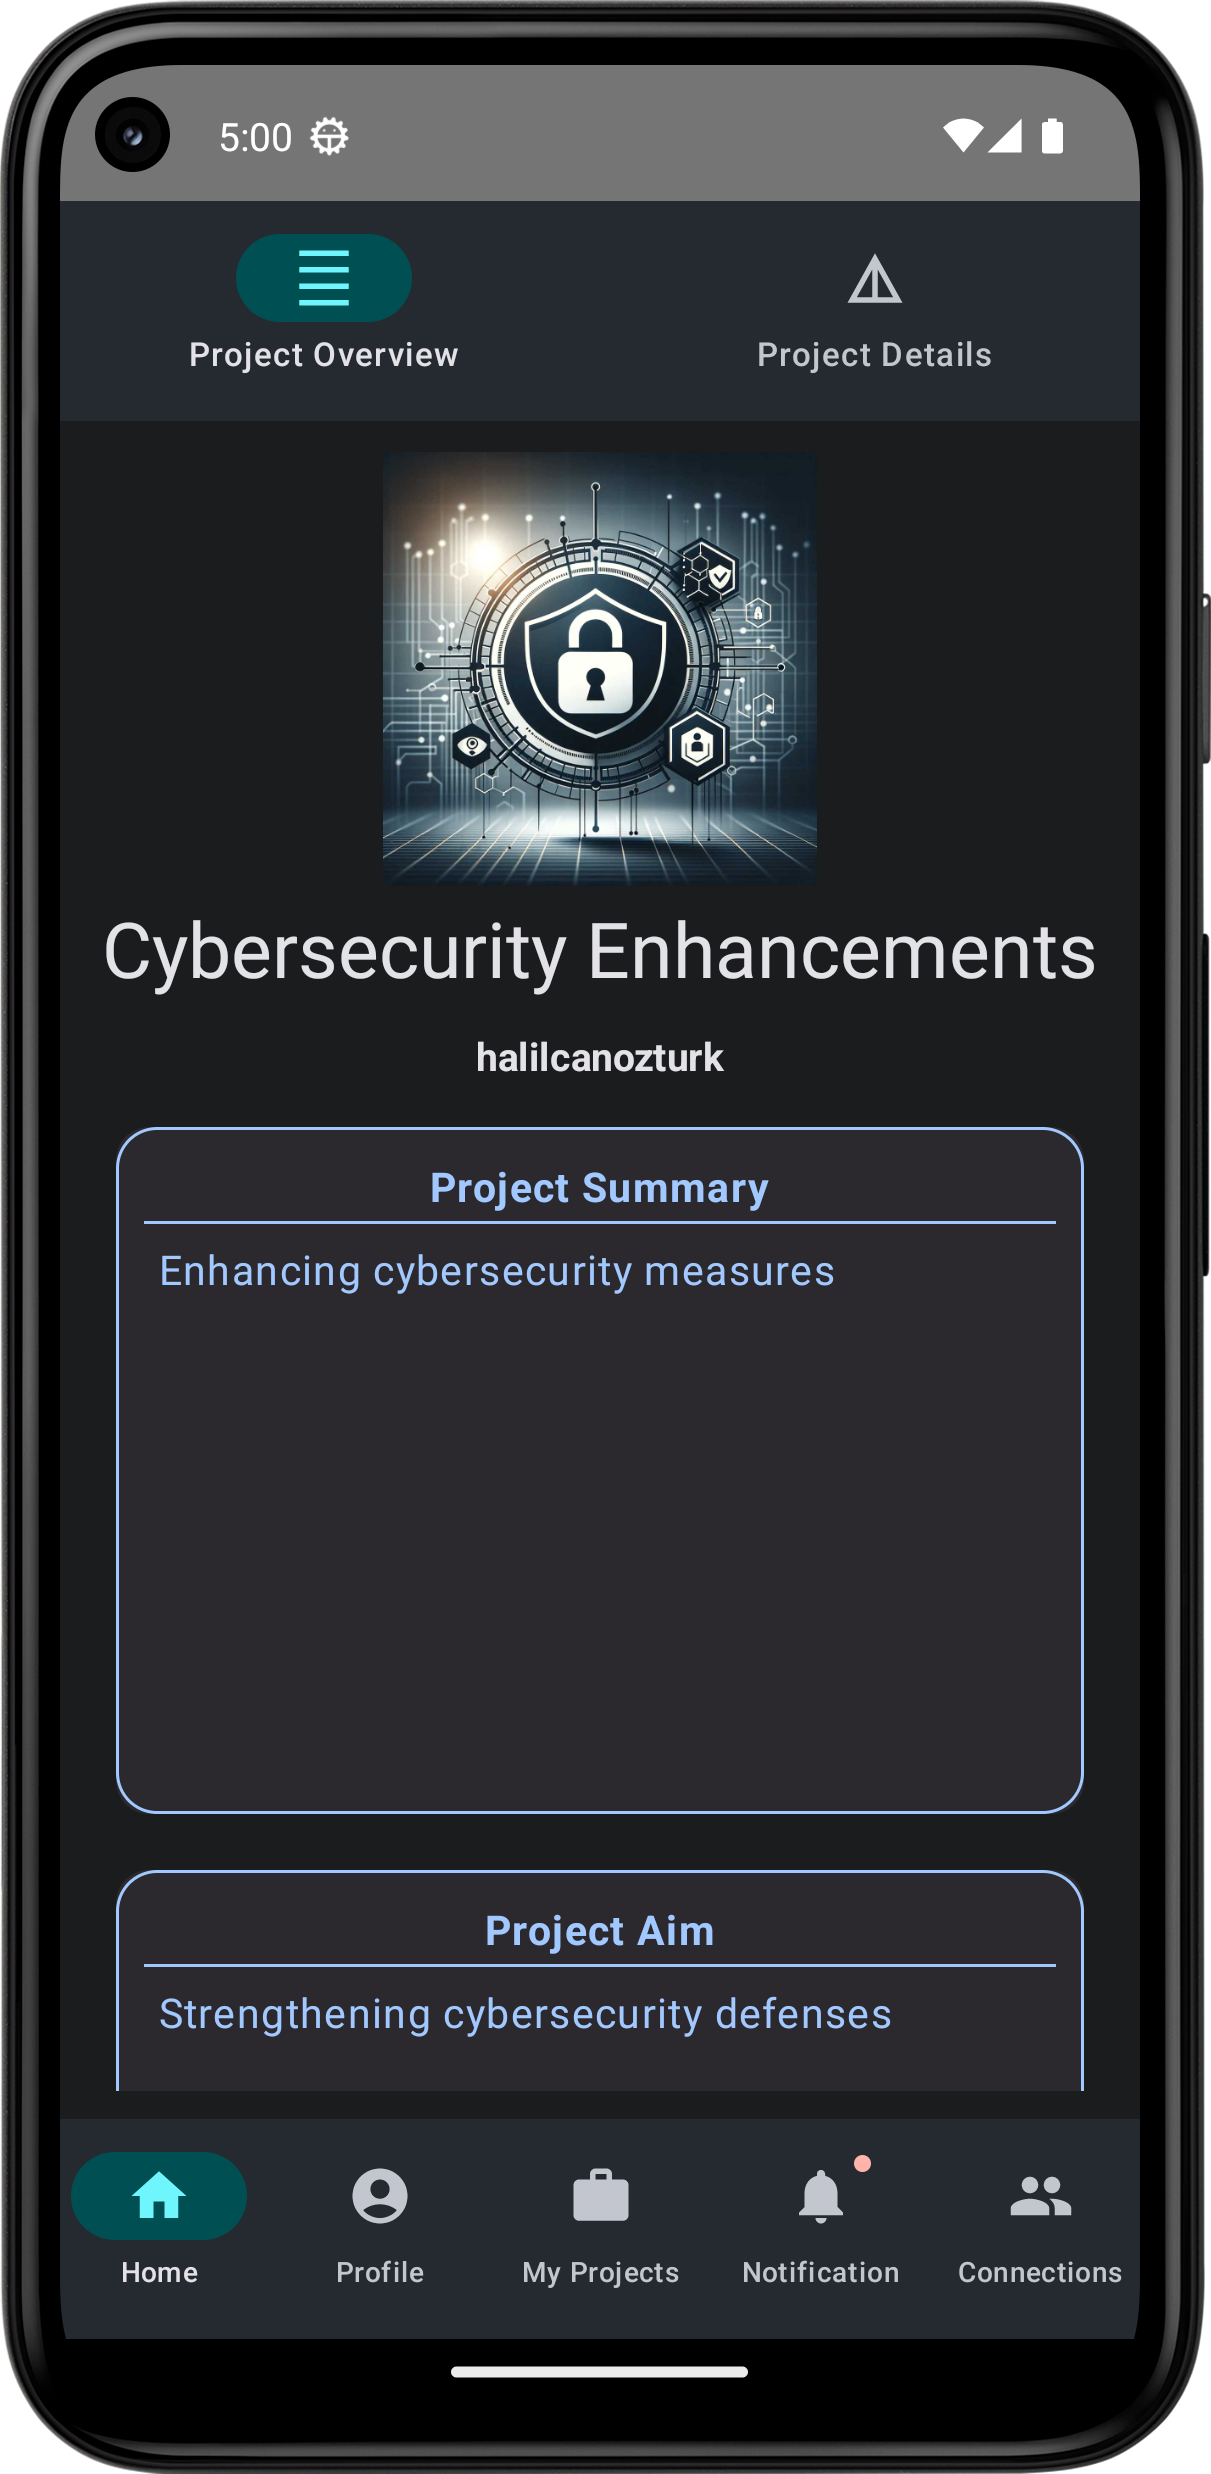 5:00
Project Overview
Project Details
Cybersecurity Enhancements
halilcanozturk
Project Summary
Enhancing cybersecurity measures
Project Aim
Strengthening cybersecurity defenses
Home
Profile
My Projects
Notification
Connections